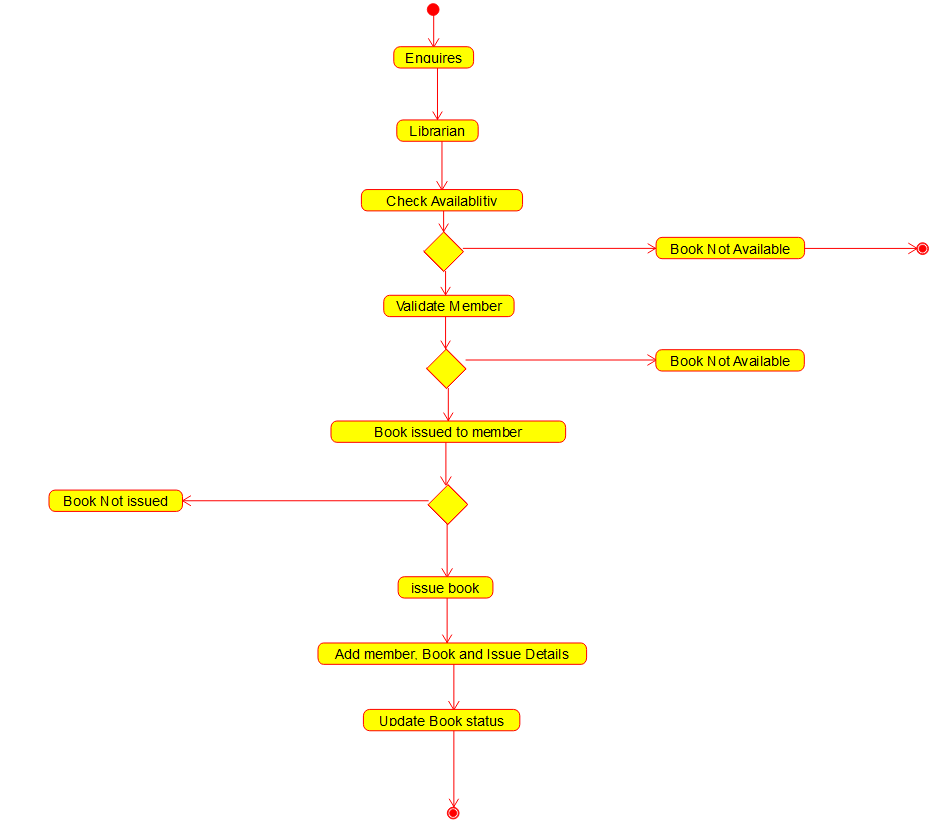 Enquires
Librarian
Check Availablitiy
Book Not Available
Validate Member
Book Not Available
Book issued to member
Book Not issued
issue book
Add member, Book and Issue Details
Update Book status